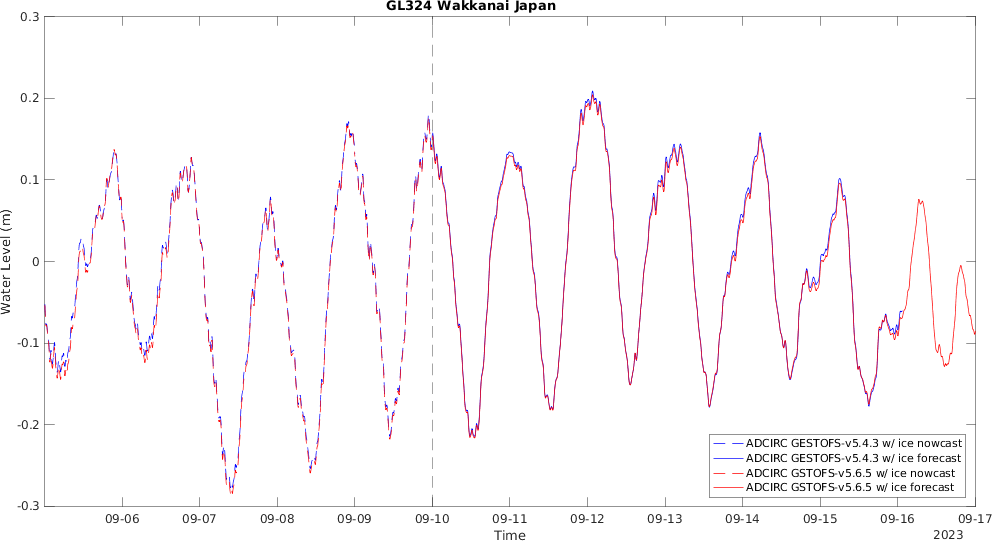 GL324 Wakkanai Japan
0.3
0.2
0.1
0
-0.1
-0.2
-0.3
Water Level (m)
ADCIRC GESTOFS-v5.4.3 w/ ice nowcast
ADCIRC GESTOFS-v5.4.3 w/ ice forecast
ADCIRC GSTOFS-v5.6.5 w/ ice nowcast
ADCIRC GSTOFS-v5.6.5 w/ ice forecast
09-06 09-07 09-08 09-09 09-10 09-11 09-12 09-13 09-14 09-15 09-16 09-17
Time
2023